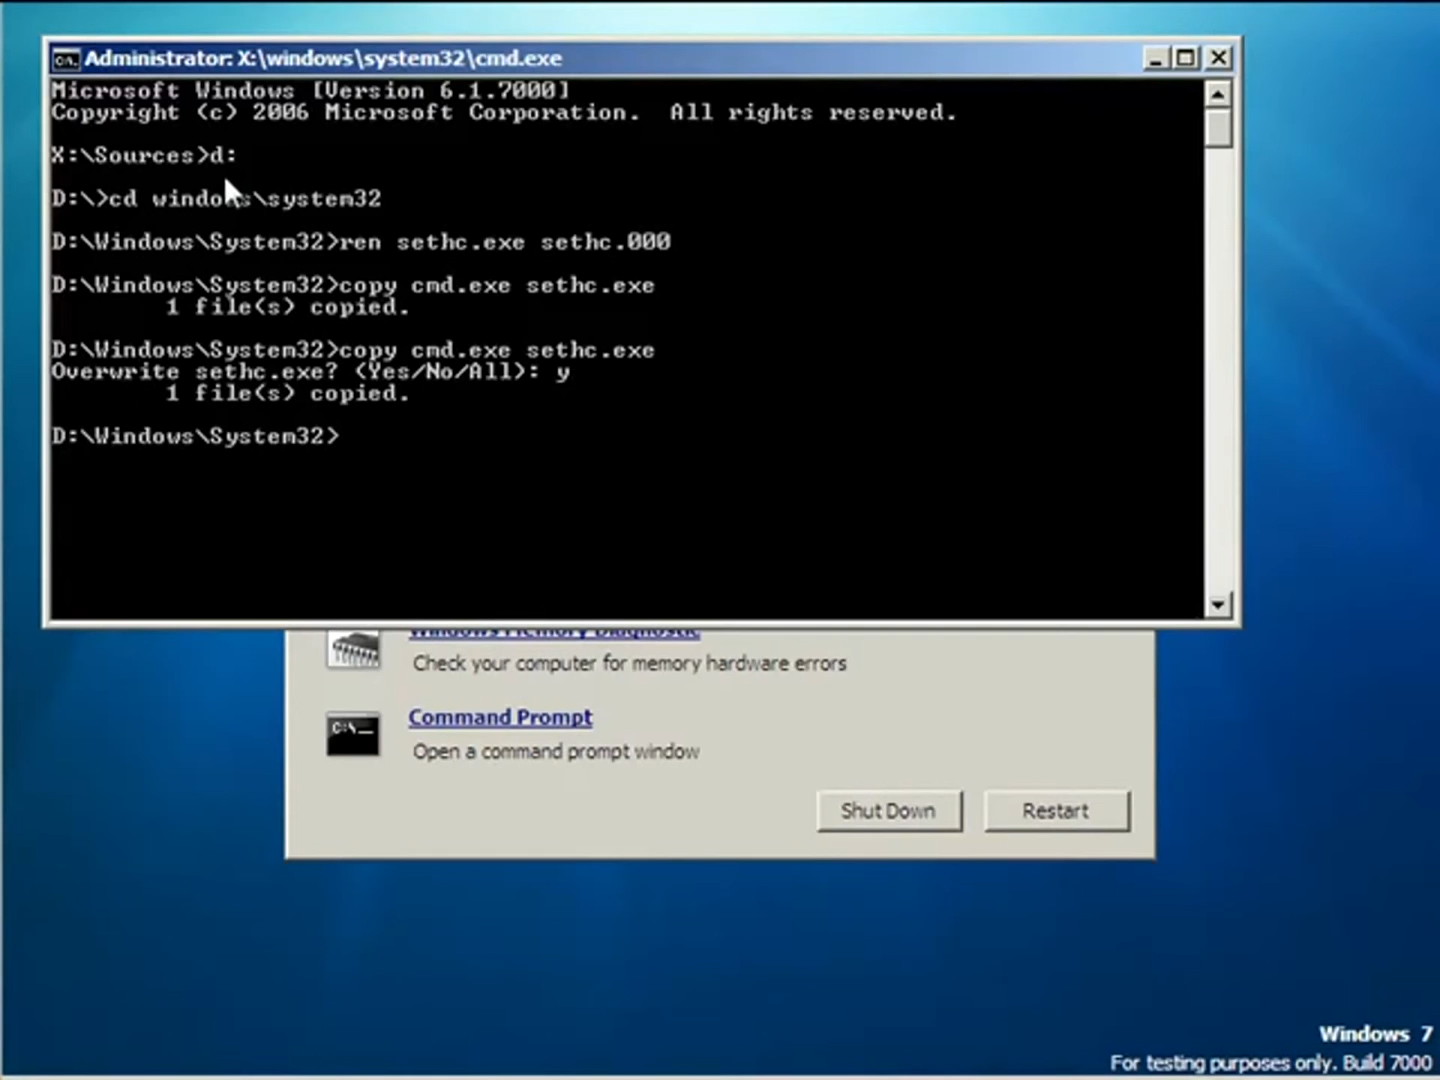 Administrator: X:\windows\system32\cmd.exe
Microsoft Windows [Version 6.1.7000]
Copyright (c) 2006 Microsoft Corporation.  All rights reserved.
X:\Sources>d:
D:\>cd windows\system32
D:\Windows\System32>ren sethc.exe sethc.000
D:\Windows\System32>copy cmd.exe sethc.exe
1 file(s) copied.
D:\Windows\System32>copy cmd.exe sethc.exe
Overwrite sethc.exe? (Yes/No/All): y
1 file(s) copied.
D:\Windows\System32>
Windows Memory Diagnostic
Check your computer for memory hardware errors
C:\_
Command Prompt
Open a command prompt window
Shut Down
Restart
Windows 7
For testing purposes only. Build 7000